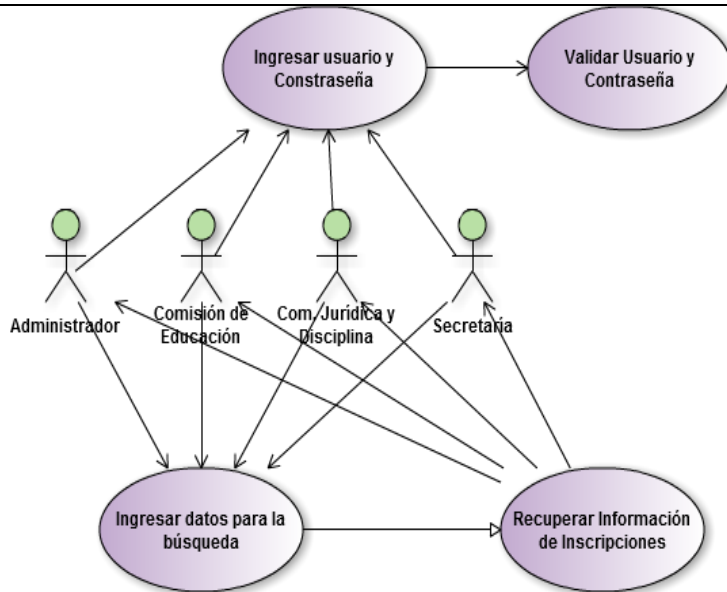 Ingresar usuario y
Constraseña
Validar Usuario y
Contraseña
Administrador
Comisión de
Educación
Com. Jurídica y
Disciplina
Secretaría
Ingresar datos para la
búsqueda
Recuperar Información
de Inscripciones